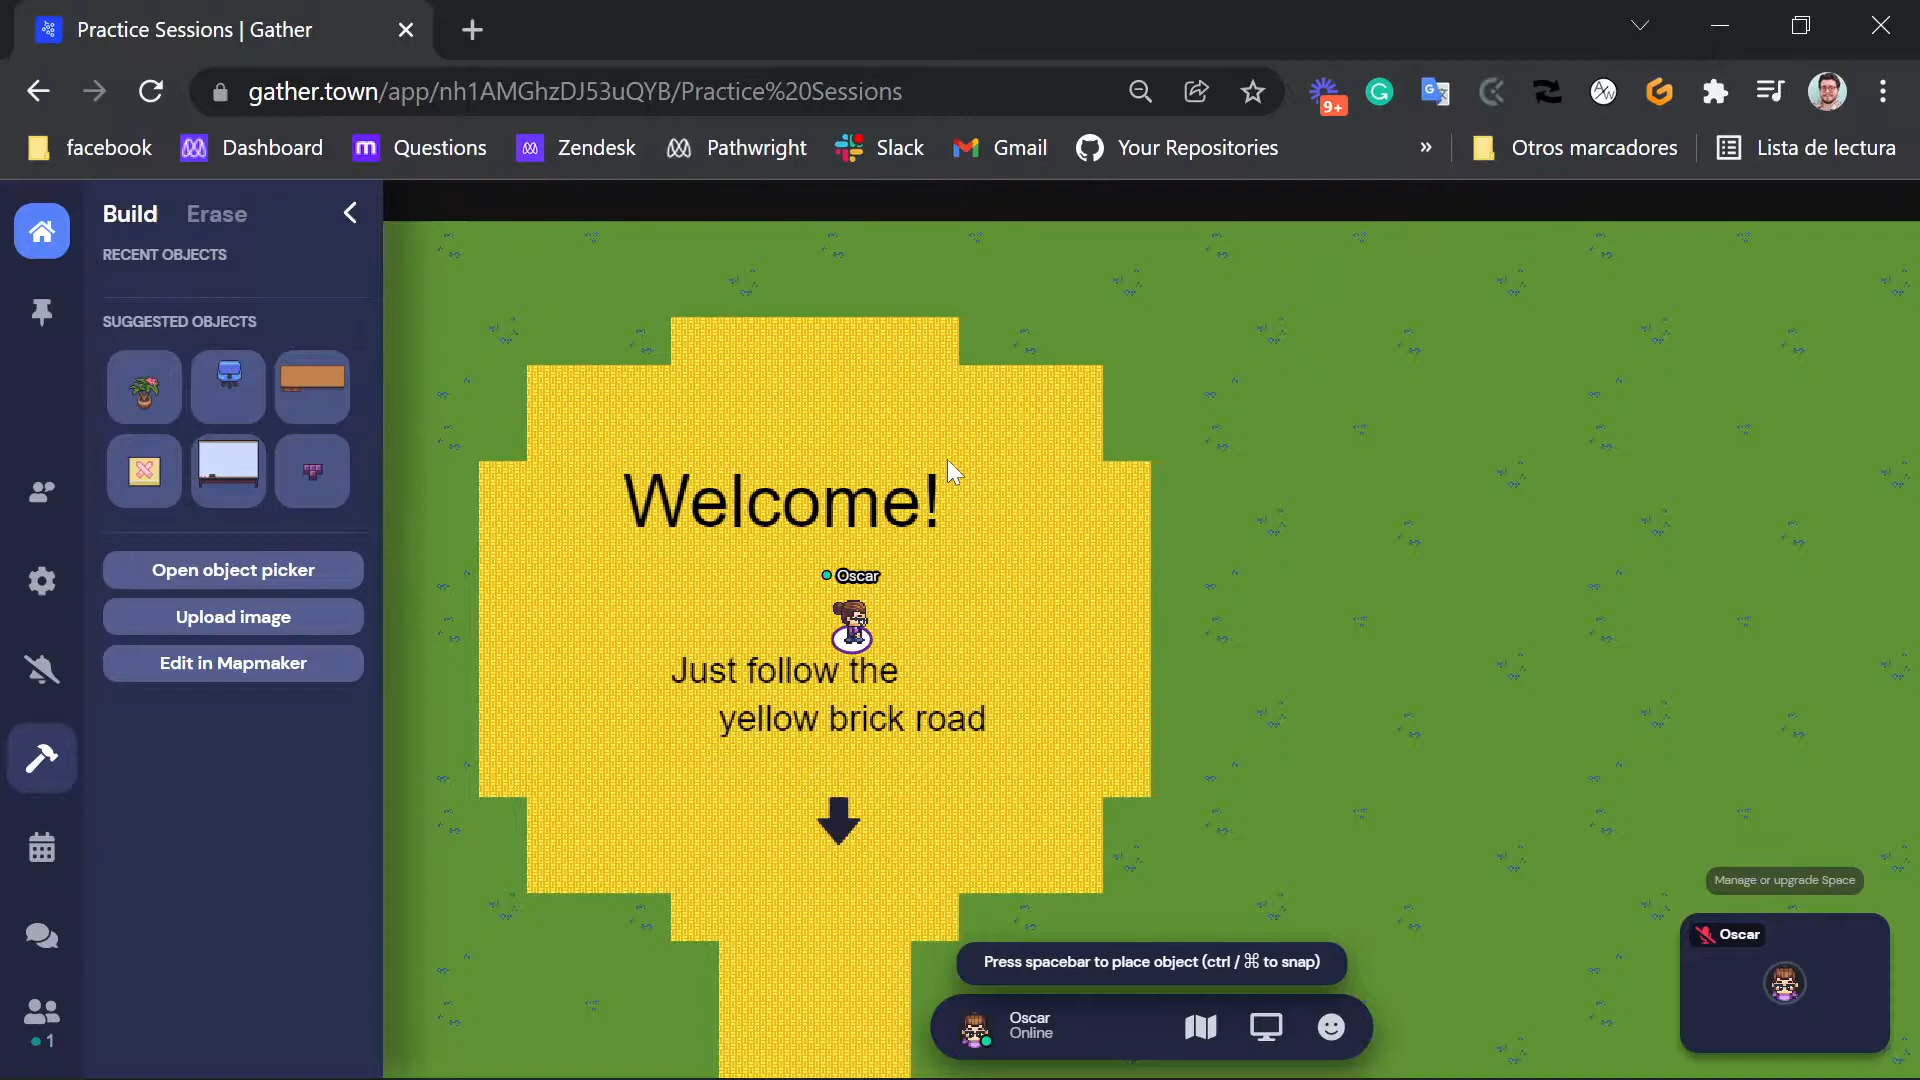 Practice Sessions | Gather
gather.town/app/nh1AMGhzDJ53uQYB/Practice%20Sessions
9+
facebook
Dashboard
Questions
Zendesk
Pathwright
Slack
Gmail
Your Repositories
»
Otros marcadores
Lista de lectura
Build
Erase
RECENT OBJECTS
SUGGESTED OBJECTS
Open object picker
Upload image
Edit in Mapmaker
1
Welcome!
Oscar
Just follow the
yellow brick road
Manage or upgrade Space
Oscar
Press spacebar to place object (ctrl / ⌘ to snap)
Oscar
Online